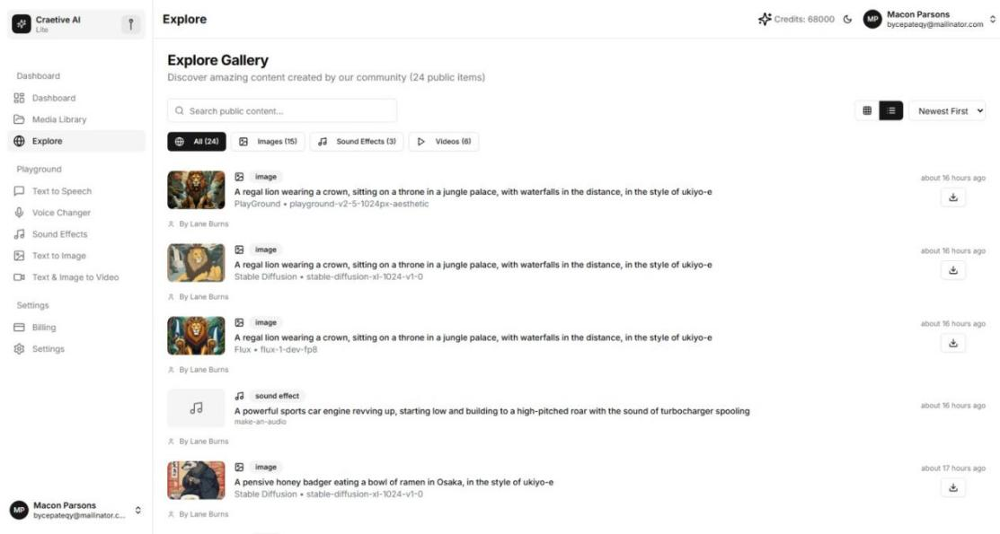 Craetive AI
Lite
Explore
Credits: 68000
MP
Macon Parsons
bycepateqy@mailinator.com
Dashboard
Dashboard
Media Library
Explore
Playground
Text to Speech
Voice Changer
Sound Effects
Text to Image
Text & Image to Video
Settings
Billing
Settings
MP
Macon Parsons
bycepateqy@mailinator.c...
Explore Gallery
Discover amazing content created by our community (24 public items)
Search public content...
Newest First
All (24)
Images (15)
Sound Effects (3)
Videos (6)
image
about 16 hours ago
A regal lion wearing a crown, sitting on a throne in a jungle palace, with waterfalls in the distance, in the style of ukiyo-e
PlayGround • playground-v2-5-1024px-aesthetic
By Lane Burns
image
about 16 hours ago
A regal lion wearing a crown, sitting on a throne in a jungle palace, with waterfalls in the distance, in the style of ukiyo-e
Stable Diffusion • stable-diffusion-xl-1024-v1-0
By Lane Burns
image
about 16 hours ago
A regal lion wearing a crown, sitting on a throne in a jungle palace, with waterfalls in the distance, in the style of ukiyo-e
Flux • flux-1-dev-fp8
By Lane Burns
sound effect
about 16 hours ago
A powerful sports car engine revving up, starting low and building to a high-pitched roar with the sound of turbocharger spooling
make-an-audio
By Lane Burns
image
about 17 hours ago
A pensive honey badger eating a bowl of ramen in Osaka, in the style of ukiyo-e
Stable Diffusion • stable-diffusion-xl-1024-v1-0
By Lane Burns